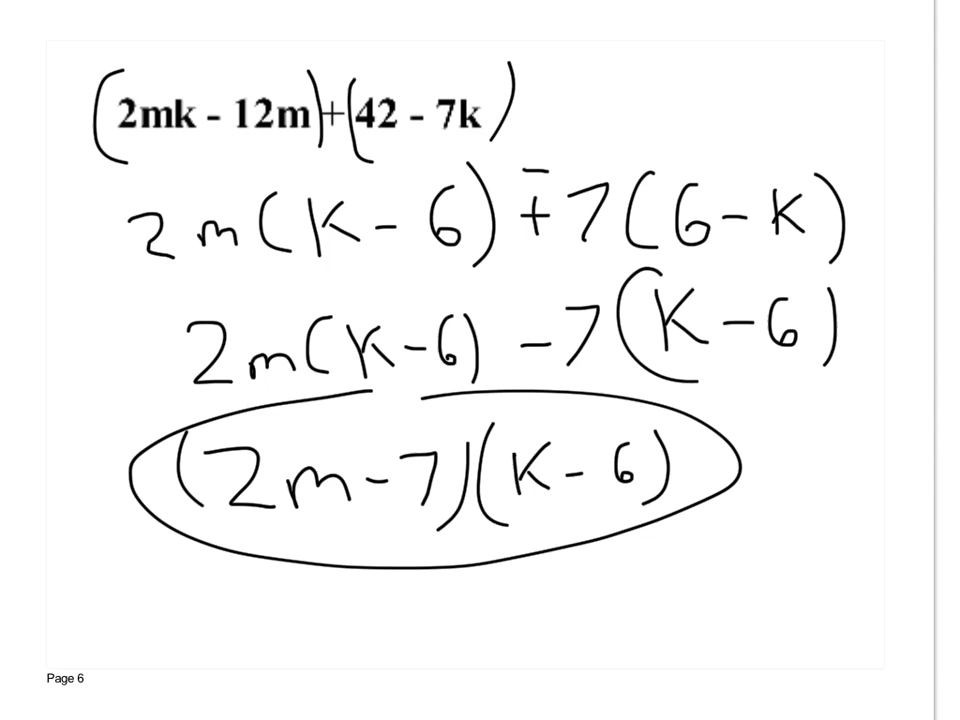 (2mk - 12m)+(42 - 7k)
2m(K - 6) ∓ 7(6 - K)
2m(K - 6) - 7(K - 6)
(2m - 7)(K - 6)
Page 6